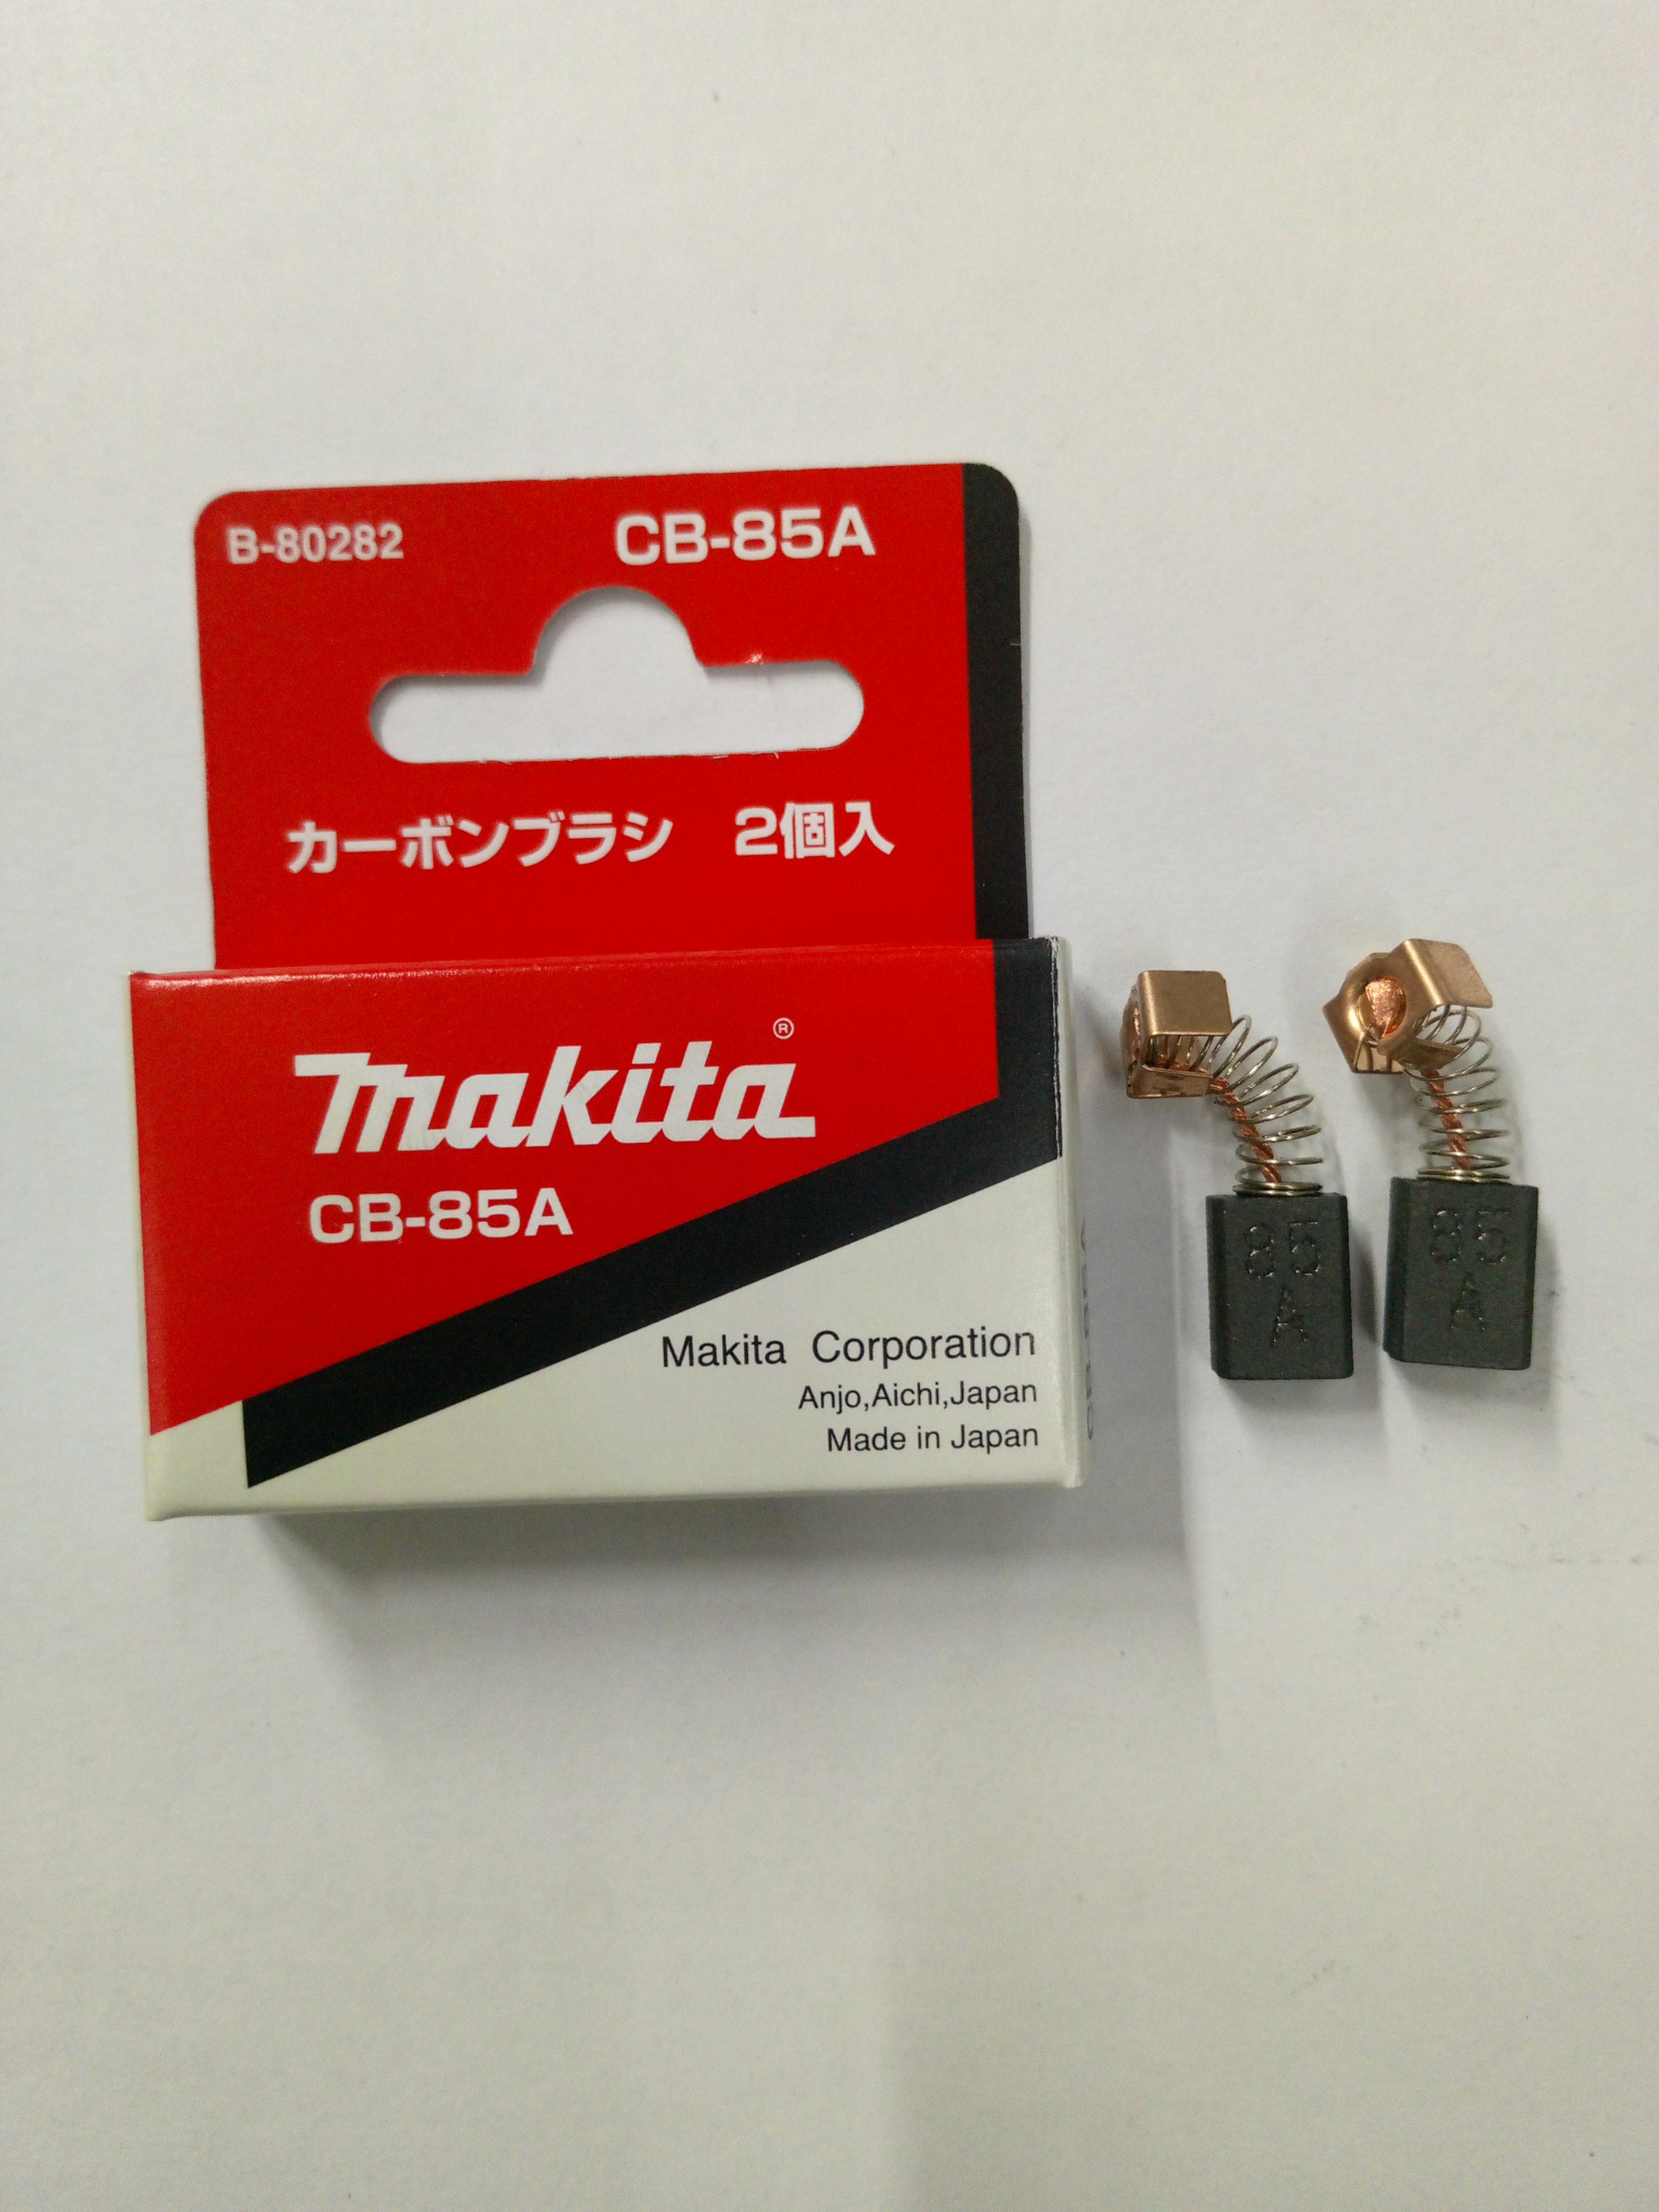 B-80282 CB-85A
カーボンブラシ 2個入
makita®
CB-85A
Makita Corporation
Anjo,Aichi,Japan
Made in Japan
85
A
85
A